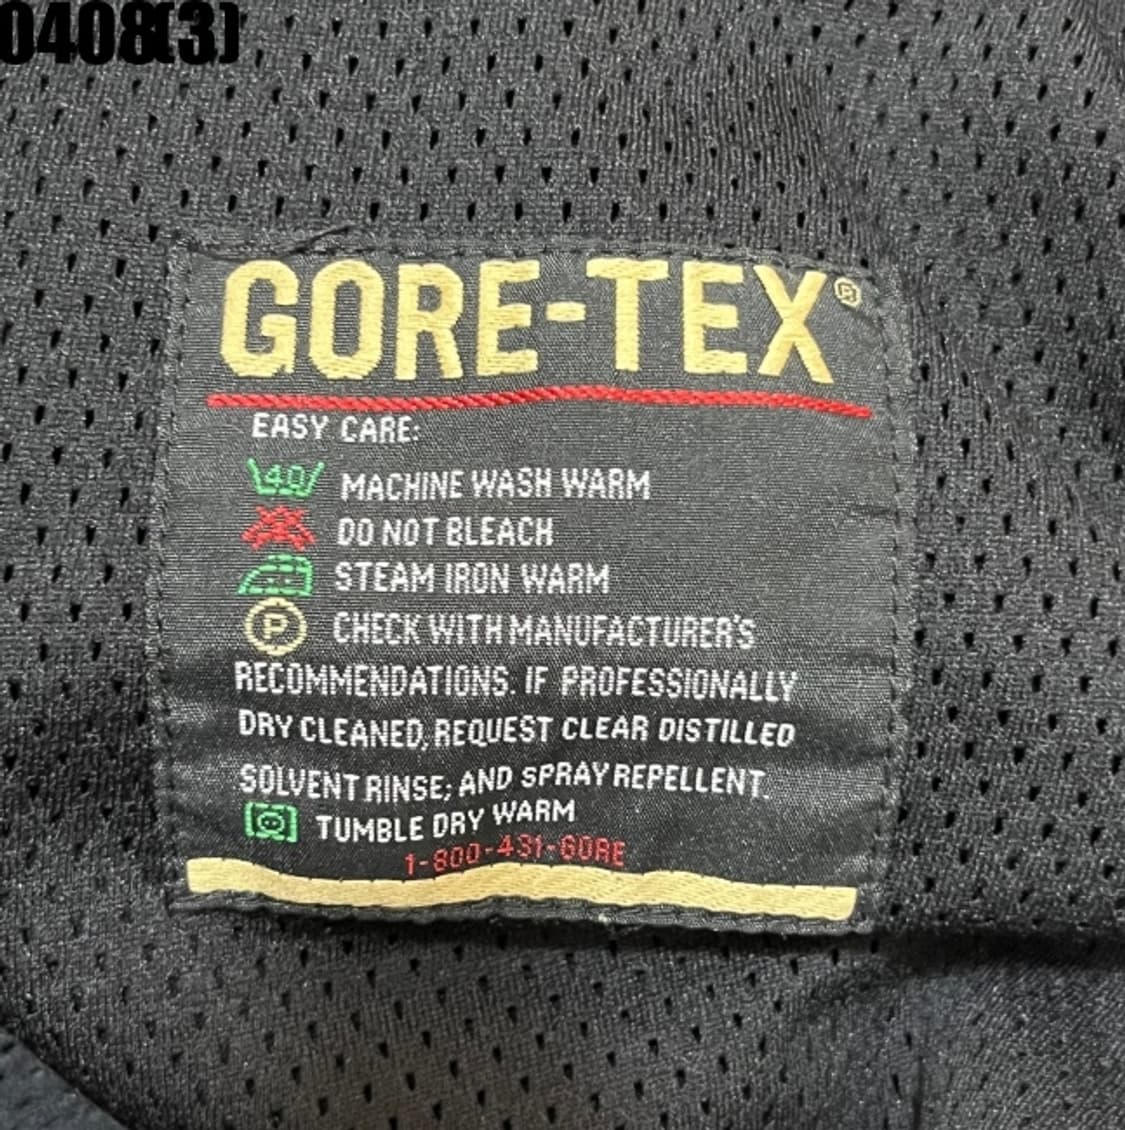 0408(3)
GORE-TEX®
EASY CARE:
40 MACHINE WASH WARM
DO NOT BLEACH
STEAM IRON WARM
P CHECK WITH MANUFACTURER'S
RECOMMENDATIONS. IF PROFESSIONALLY
DRY CLEANED, REQUEST CLEAR DISTILLED
SOLVENT RINSE; AND SPRAY REPELLENT.
TUMBLE DRY WARM
1-800-431-GORE